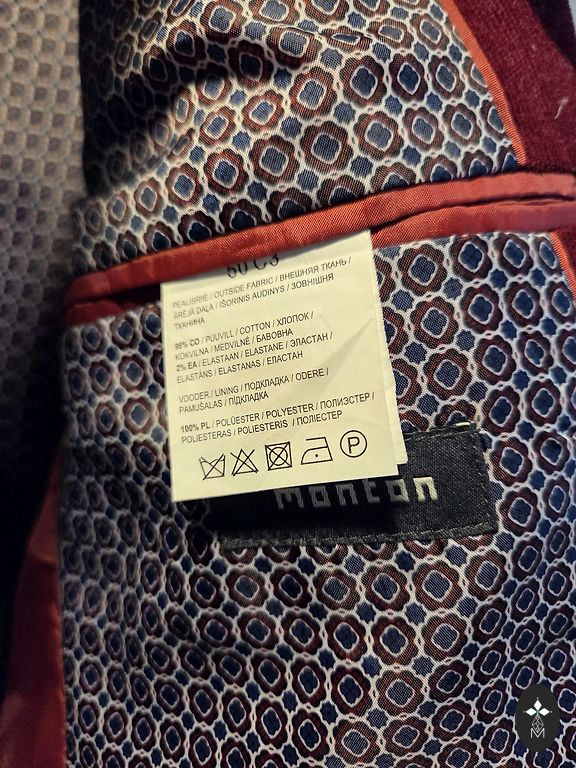 50 C3
PEALISRIIE / OUTSIDE FABRIC / ВНЕШНЯЯ ТКАНЬ /
ĀRĒJĀ DAĻA / IŠORINIS AUDINYS / ЗОВНІШНЯ
ТКАНИНА
98% CO / PUUVILL / COTTON / ХЛОПОК /
KOKVILNA / MEDVILNĖ / БАВОВНА
2% EA / ELASTAAN / ELASTANE / ЭЛАСТАН /
ELASTĀNS / ELASTANAS / ЕЛАСТАН
VOODER / LINING / ПОДКЛАДКА / ODERE /
PAMUŠALAS / ПІДКЛАДКА
100% PL / POLÜESTER / POLYESTER / ПОЛИЭСТЕР /
POLIESTERAS / POLIESTERIS / ПОЛІЕСТЕР
P
monton
M